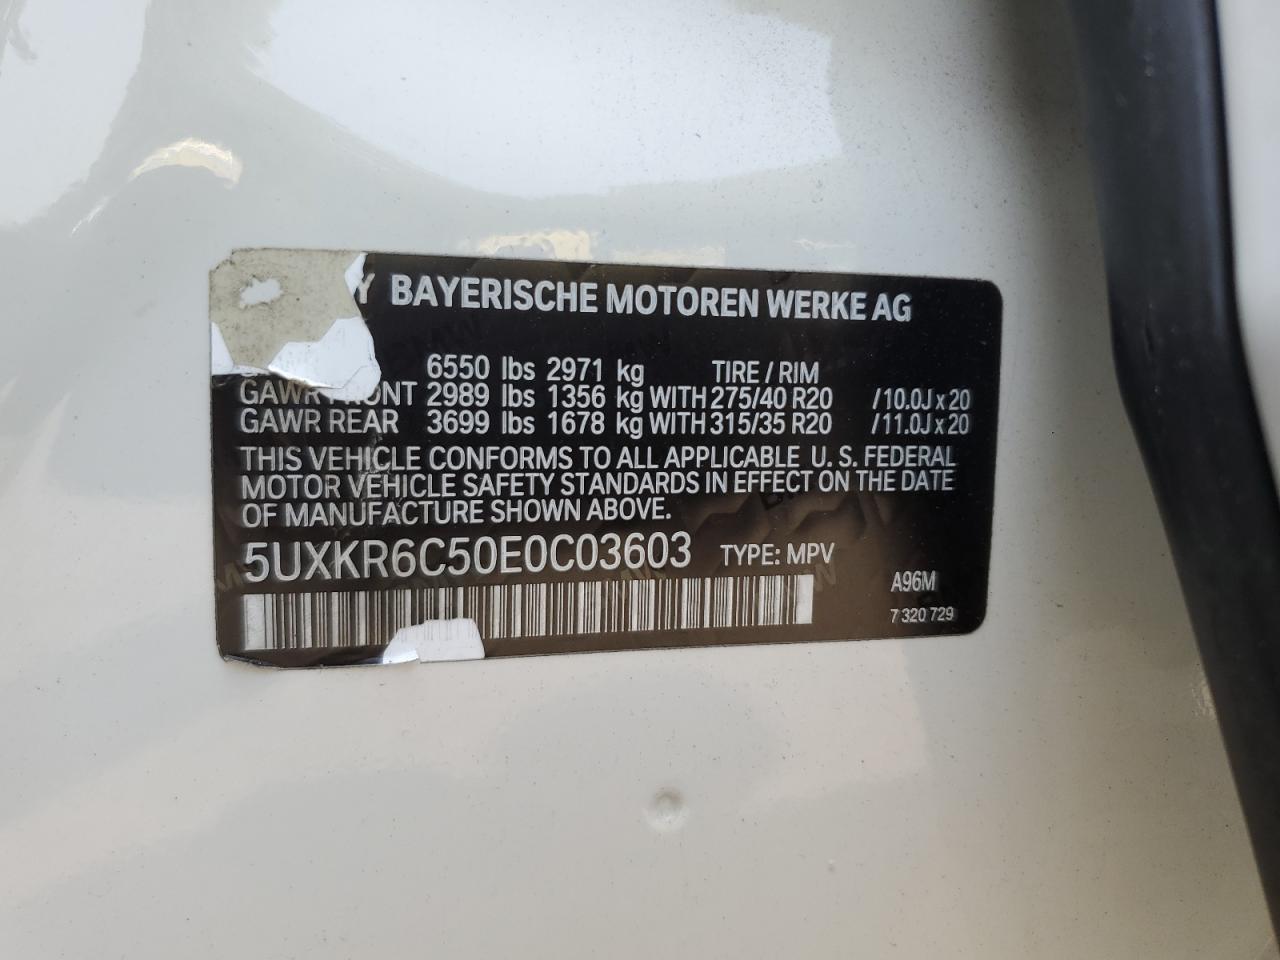 BAYERISCHE MOTOREN WERKE AG
6550 lbs 2971 kg TIRE / RIM
GAWR FRONT 2989 lbs 1356 kg WITH 275/40 R20 /10.0J x 20
GAWR REAR 3699 lbs 1678 kg WITH 315/35 R20 /11.0J x 20
THIS VEHICLE CONFORMS TO ALL APPLICABLE U. S. FEDERAL
MOTOR VEHICLE SAFETY STANDARDS IN EFFECT ON THE DATE
OF MANUFACTURE SHOWN ABOVE.
5UXKR6C50E0C03603 TYPE: MPV
A96M
7 320 729